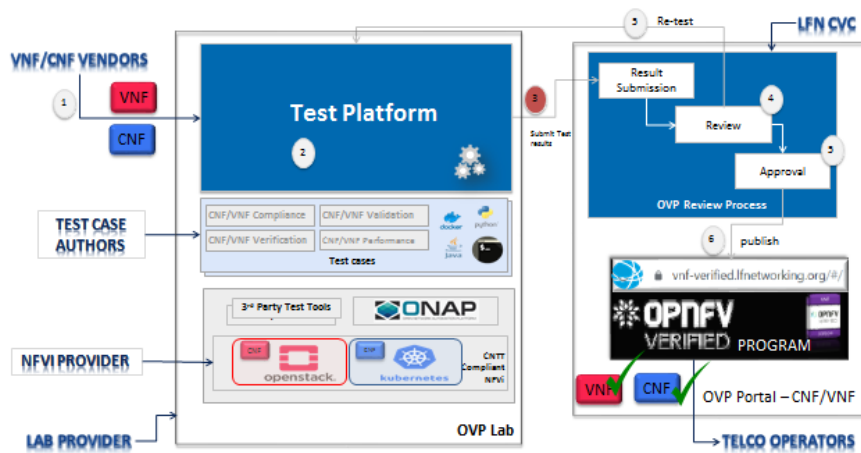 VNF/CNF VENDORS
1
VNF
CNF
TEST CASE
AUTHORS
NFVI PROVIDER
LAB PROVIDER
Test Platform
2
CNF/VNF Compliance
CNF/VNF Validation
CNF/VNF Verification
CNF/VNF Performance
Test cases
docker
python
Java
$_
3rd Party Test Tools
ONAP
CNF
openstack.
CNF
kubernetes
CNTT
Compliant
NFVi
OVP Lab
3
Submit Test
results
5
Re-test
LFN CVC
Result
Submission
4
Review
5
Approval
OVP Review Process
6
publish
vnf-verified.lfnetworking.org/#/
OPNFV
VERIFIED PROGRAM
VNF
CNF
OVP Portal – CNF/VNF
TELCO OPERATORS